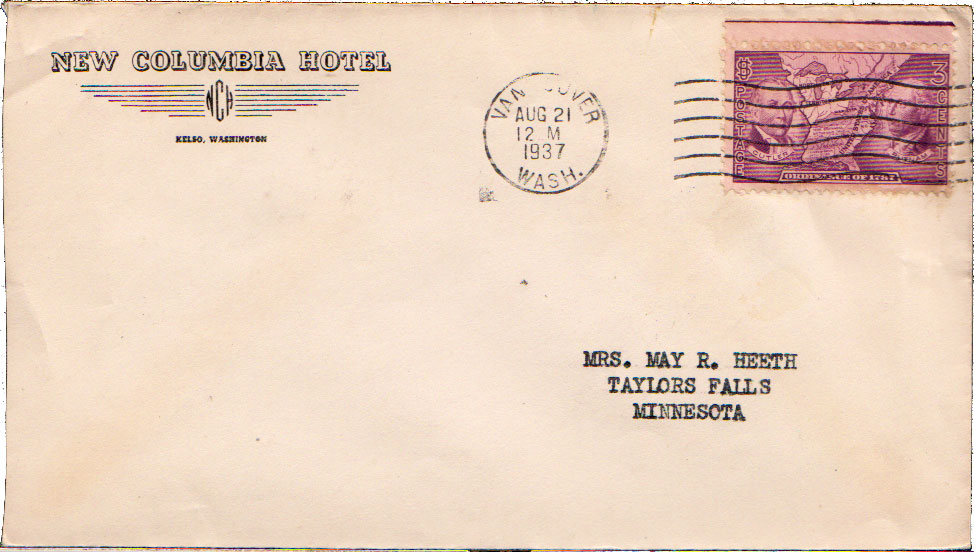 NEW COLUMBIA HOTEL
NCH
KELSO, WASHINGTON
VANCOUVER
AUG 21
12 M
1937
WASH.
POSTAGE
3 CENTS
ORDINANCE OF 1787
MRS. MAY R. HEETH
TAYLORS FALLS
MINNESOTA